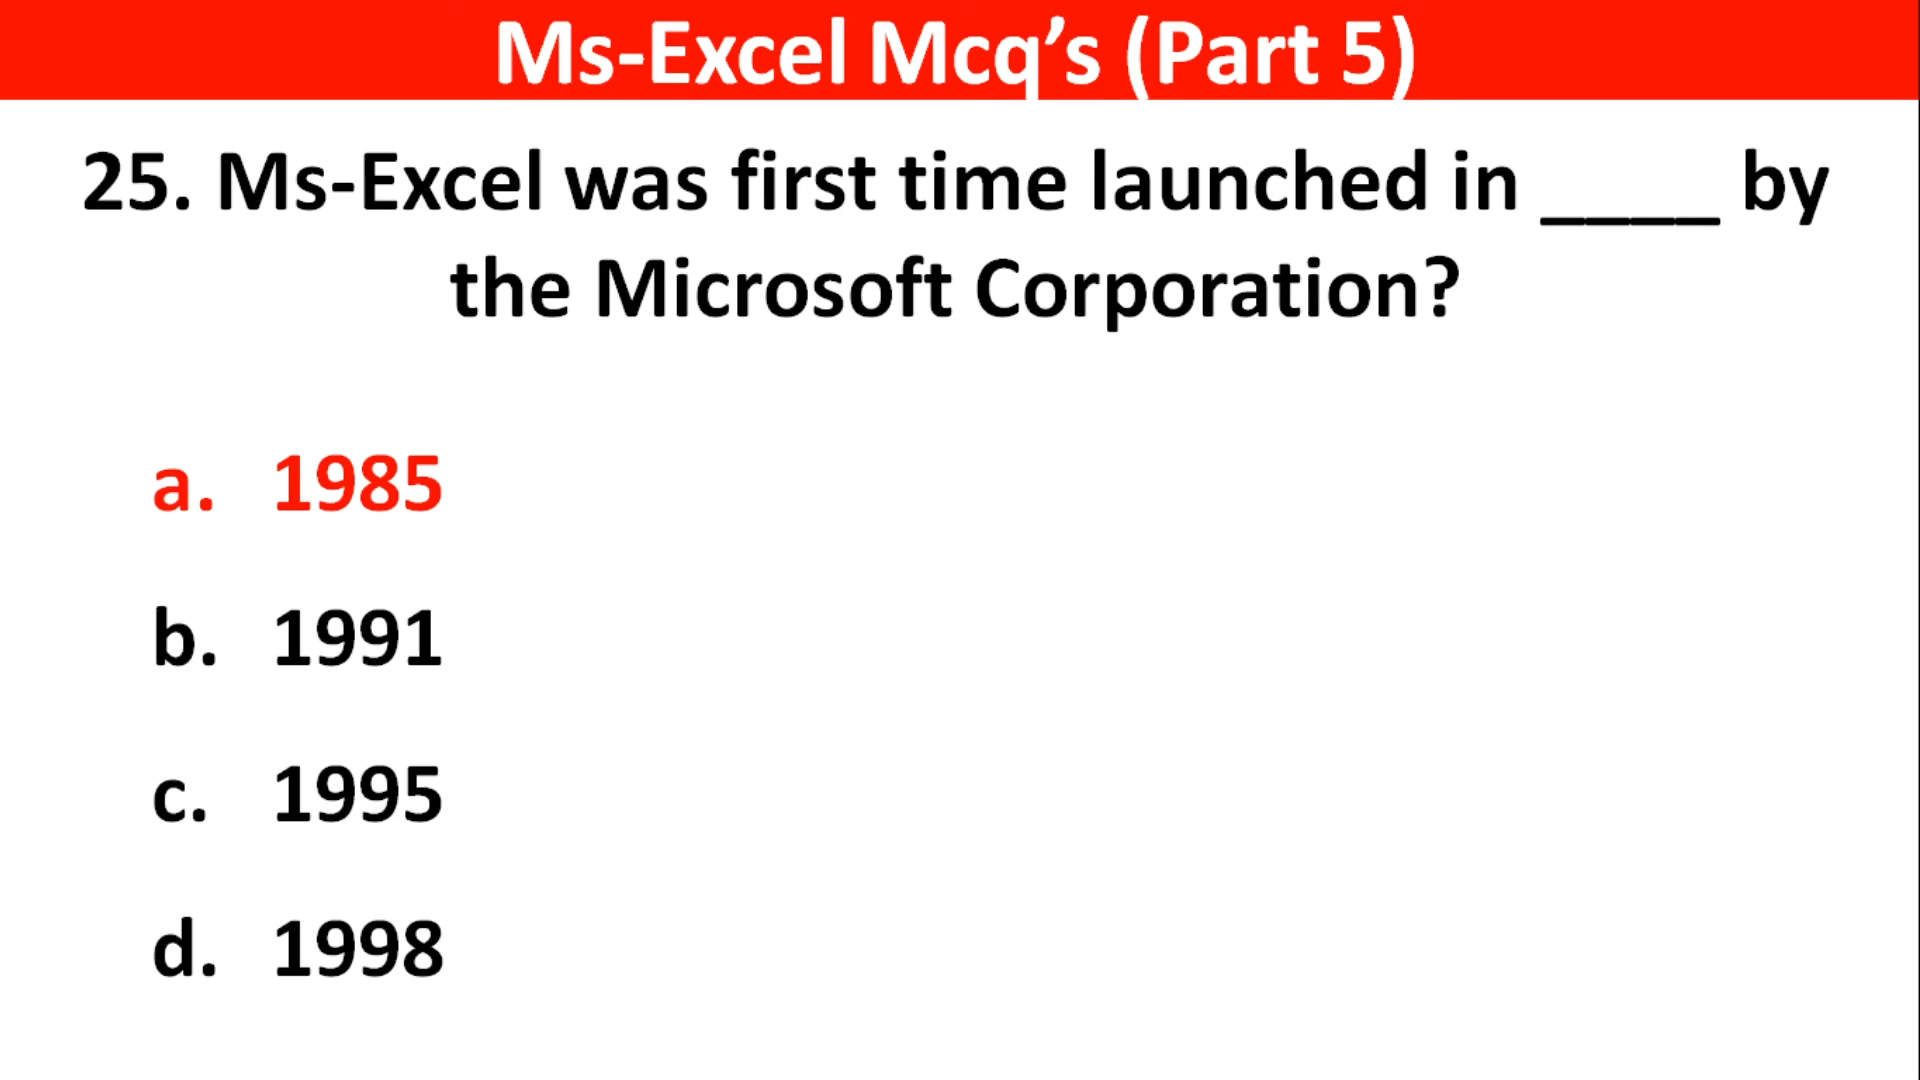 Ms-Excel Mcq’s (Part 5)
25. Ms-Excel was first time launched in ____ by
the Microsoft Corporation?
a. 1985
b. 1991
c. 1995
d. 1998